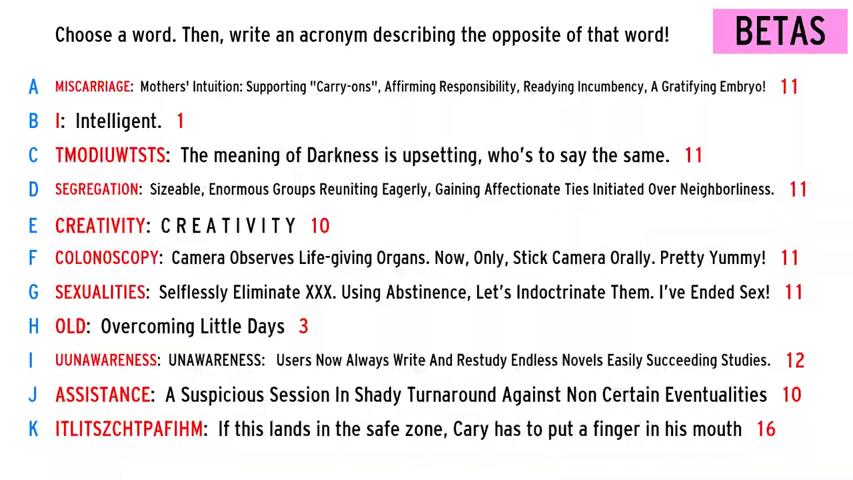 Choose a word. Then, write an acronym describing the opposite of that word!
BETAS
A MISCARRIAGE: Mothers' Intuition: Supporting "Carry-ons", Affirming Responsibility, Readying Incumbency, A Gratifying Embryo! 11
B I: Intelligent. 1
C TMODIUWTSTS: The meaning of Darkness is upsetting, who's to say the same. 11
D SEGREGATION: Sizeable, Enormous Groups Reuniting Eagerly, Gaining Affectionate Ties Initiated Over Neighborliness. 11
E CREATIVITY: C R E A T I V I T Y 10
F COLONOSCOPY: Camera Observes Life-giving Organs. Now, Only, Stick Camera Orally. Pretty Yummy! 11
G SEXUALITIES: Selflessly Eliminate XXX. Using Abstinence, Let's Indoctrinate Them. I've Ended Sex! 11
H OLD: Overcoming Little Days 3
I UUNAWARENESS: UNAWARENESS: Users Now Always Write And Restudy Endless Novels Easily Succeeding Studies. 12
J ASSISTANCE: A Suspicious Session In Shady Turnaround Against Non Certain Eventualities 10
K ITLITSZCHTPAFIHM: If this lands in the safe zone, Cary has to put a finger in his mouth 16